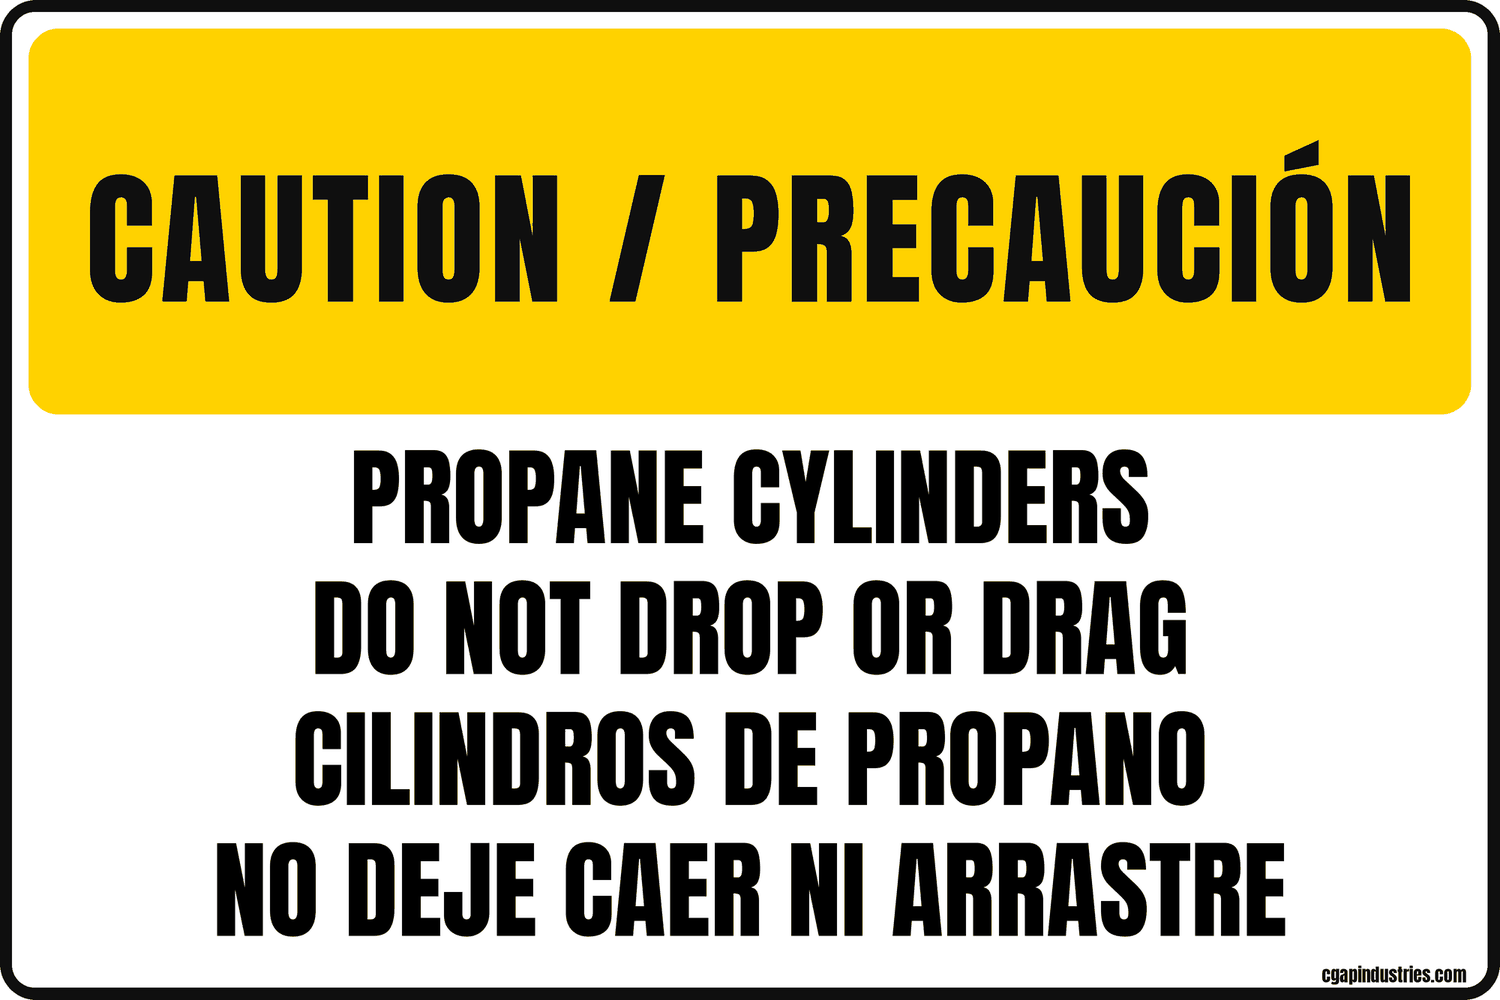 CAUTION / PRECAUCIÓN
PROPANE CYLINDERS
DO NOT DROP OR DRAG
CILINDROS DE PROPANO
NO DEJE CAER NI ARRASTRE
cgapindustries.com